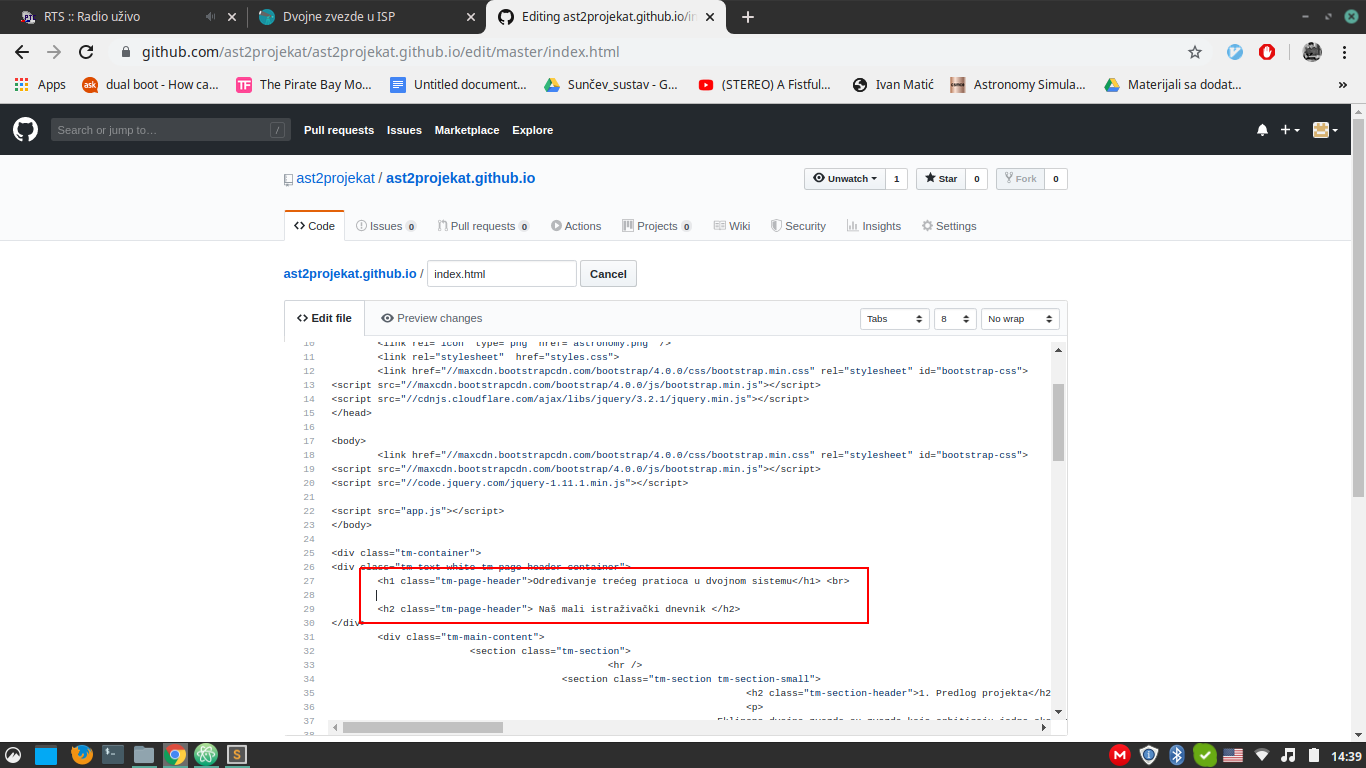 RTS :: Radio uživo
Dvojne zvezde u ISP
Editing ast2projekat.github.io/in
github.com/ast2projekat/ast2projekat.github.io/edit/master/index.html
Apps
ask
dual boot - How ca...
TF
The Pirate Bay Mo...
Untitled document...
Sunčev_sustav - G...
(STEREO) A Fistful...
Ivan Matić
Astronomy Simula...
Materijali sa dodat...
»
Search or jump to…
/
Pull requests
Issues
Marketplace
Explore
ast2projekat / ast2projekat.github.io
Unwatch
1
Star
0
Fork
0
Code
Issues 0
Pull requests 0
Actions
Projects 0
Wiki
Security
Insights
Settings
ast2projekat.github.io / index.html
Cancel
Edit file
Preview changes
Tabs
8
No wrap
10 <link rel="icon" type="png" href="astronomy.png" />
11 <link rel="stylesheet" href="styles.css">
12 <link href="//maxcdn.bootstrapcdn.com/bootstrap/4.0.0/css/bootstrap.min.css" rel="stylesheet" id="bootstrap-css">
13 <script src="//maxcdn.bootstrapcdn.com/bootstrap/4.0.0/js/bootstrap.min.js"></script>
14 <script src="//cdnjs.cloudflare.com/ajax/libs/jquery/3.2.1/jquery.min.js"></script>
15 </head>
16
17 <body>
18 <link href="//maxcdn.bootstrapcdn.com/bootstrap/4.0.0/css/bootstrap.min.css" rel="stylesheet" id="bootstrap-css">
19 <script src="//maxcdn.bootstrapcdn.com/bootstrap/4.0.0/js/bootstrap.min.js"></script>
20 <script src="//code.jquery.com/jquery-1.11.1.min.js"></script>
21
22 <script src="app.js"></script>
23 </body>
24
25 <div class="tm-container">
26 <div class="tm-text-white tm-page-header-container">
27 <h1 class="tm-page-header">Određivanje trećeg pratioca u dvojnom sistemu</h1> <br>
28
29 <h2 class="tm-page-header"> Naš mali istraživački dnevnik </h2>
30 </div>
31 <div class="tm-main-content">
32 <section class="tm-section">
33 <hr />
34 <section class="tm-section tm-section-small">
35 <h2 class="tm-section-header">1. Predlog projekta</h2
36 <p>
37
38
14:39